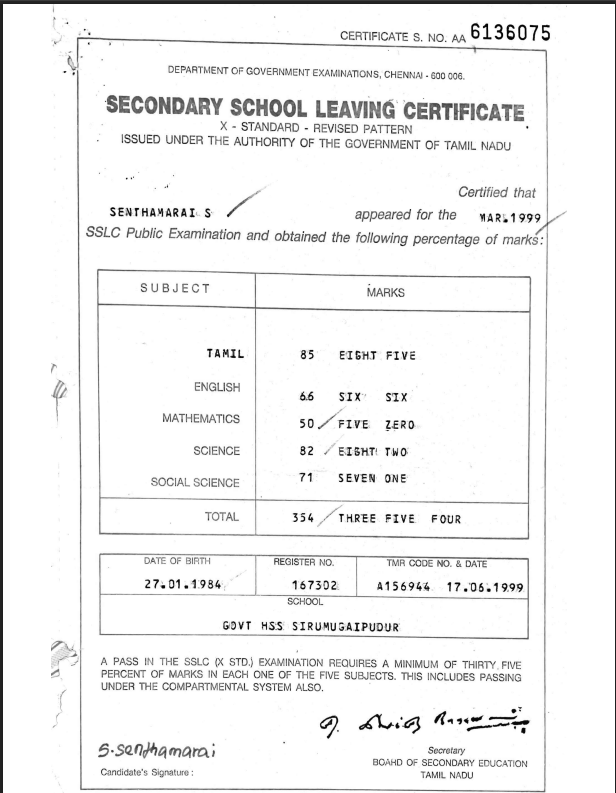 CERTIFICATE S. NO. AA 6136075
DEPARTMENT OF GOVERNMENT EXAMINATIONS, CHENNAI - 600 006.
SECONDARY SCHOOL LEAVING CERTIFICATE
X - STANDARD - REVISED PATTERN
ISSUED UNDER THE AUTHORITY OF THE GOVERNMENT OF TAMIL NADU
Certified that
SENTHAMARAI S appeared for the MAR.1999
SSLC Public Examination and obtained the following percentage of marks:
SUBJECT MARKS
TAMIL 85 EIGHT FIVE
ENGLISH 66 SIX SIX
MATHEMATICS 50 FIVE ZERO
SCIENCE 82 EIGHT TWO
SOCIAL SCIENCE 71 SEVEN ONE
TOTAL 354 THREE FIVE FOUR
DATE OF BIRTH REGISTER NO. TMR CODE NO. & DATE
27.01.1984 167302 A156944 17.06.1999
SCHOOL
GOVT HSS SIRUMUGAIPUDUR
A PASS IN THE SSLC (X STD.) EXAMINATION REQUIRES A MINIMUM OF THIRTY FIVE
PERCENT OF MARKS IN EACH ONE OF THE FIVE SUBJECTS. THIS INCLUDES PASSING
UNDER THE COMPARTMENTAL SYSTEM ALSO.
S.Senthamarai
Candidate's Signature :
Secretary
BOARD OF SECONDARY EDUCATION
TAMIL NADU